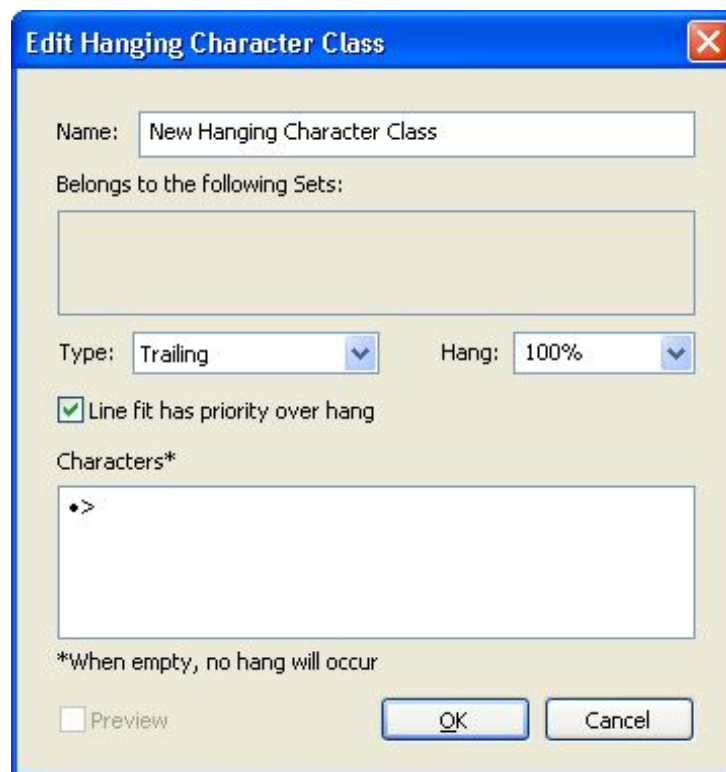 Edit Hanging Character Class
Name: New Hanging Character Class
Belongs to the following Sets:
Type: Trailing Hang: 100%
Line fit has priority over hang
Characters*
•>
*When empty, no hang will occur
Preview OK Cancel